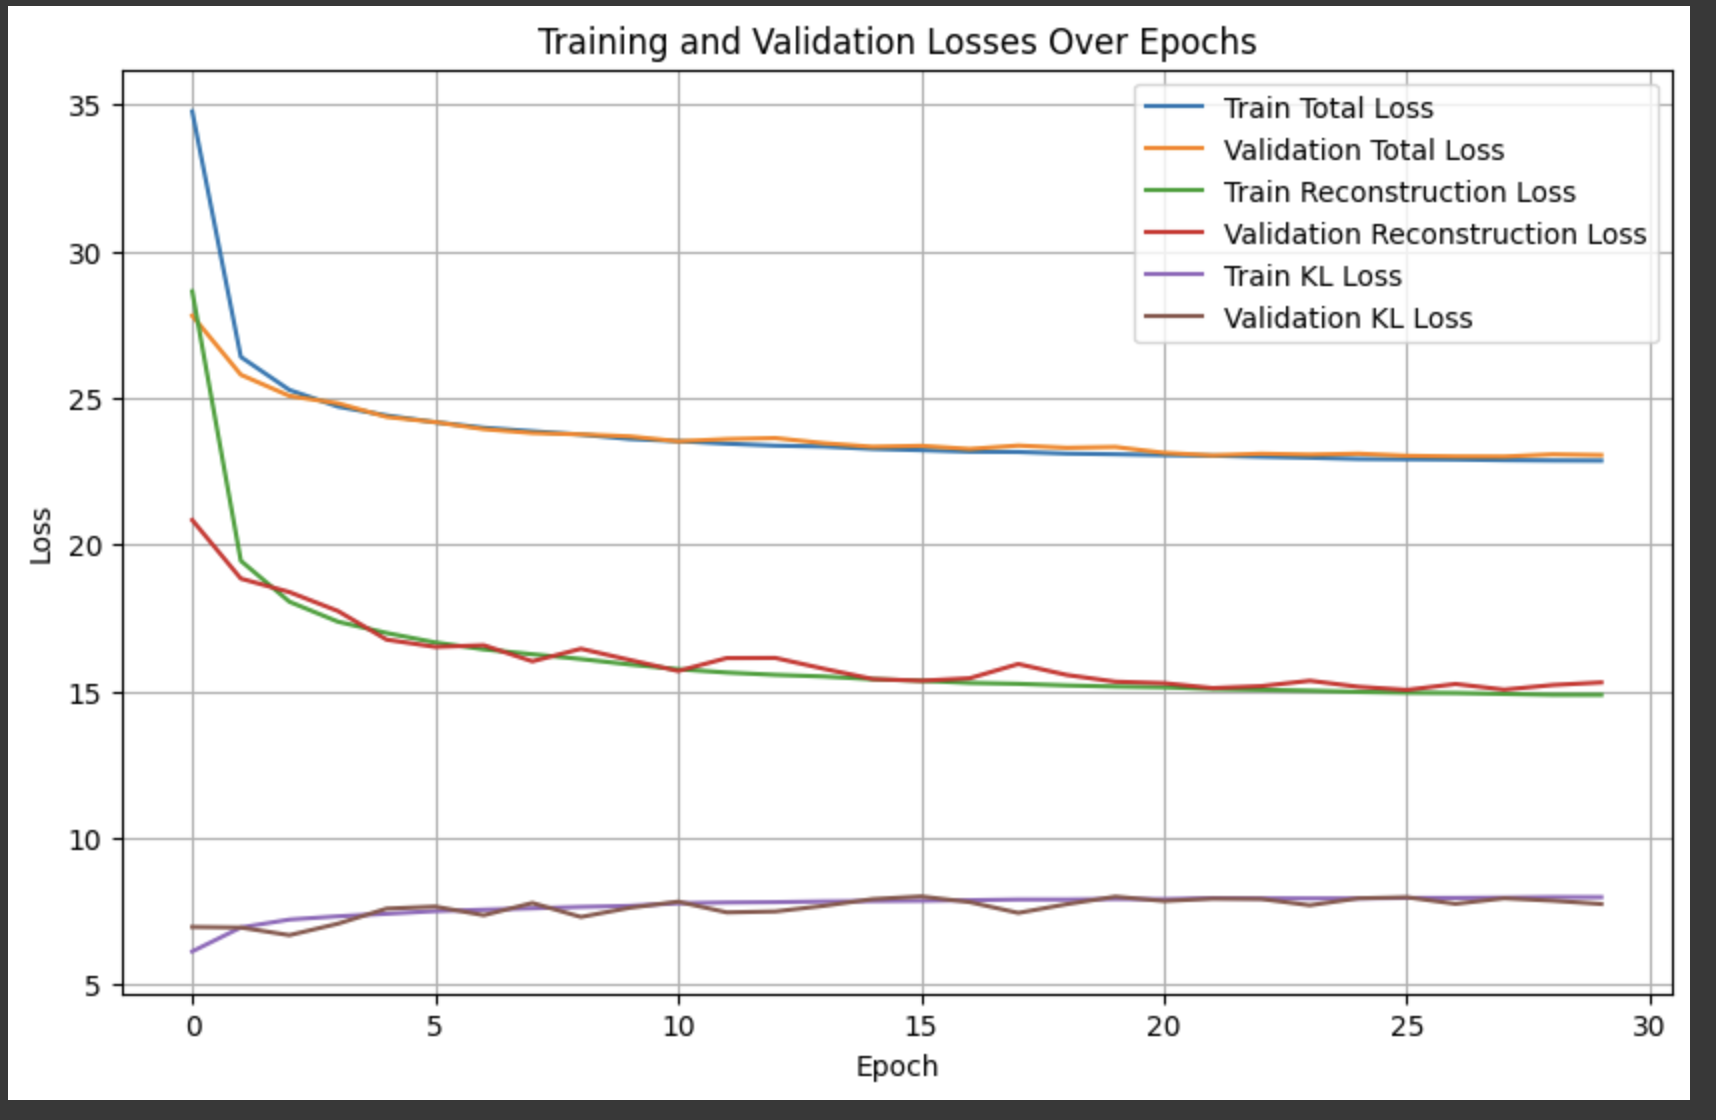 Training and Validation Losses Over Epochs
35
30
25
20
15
10
5
Loss
Train Total Loss
Validation Total Loss
Train Reconstruction Loss
Validation Reconstruction Loss
Train KL Loss
Validation KL Loss
0 5 10 15 20 25 30
Epoch